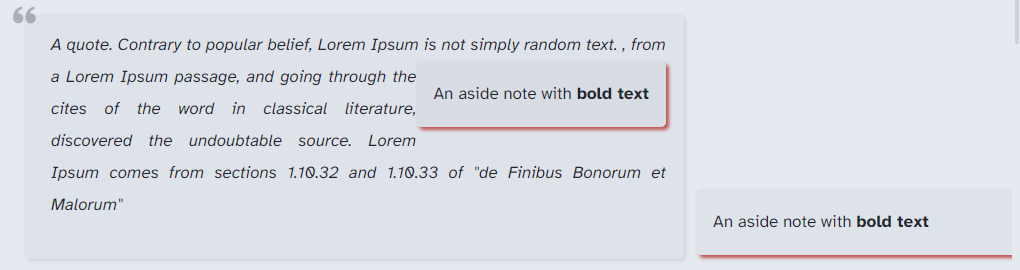 ❝
A quote. Contrary to popular belief, Lorem Ipsum is not simply random text. , from
a Lorem Ipsum passage, and going through the
cites of the word in classical literature,
discovered the undoubtable source. Lorem
Ipsum comes from sections 1.10.32 and 1.10.33 of "de Finibus Bonorum et
Malorum"
An aside note with bold text
An aside note with bold text